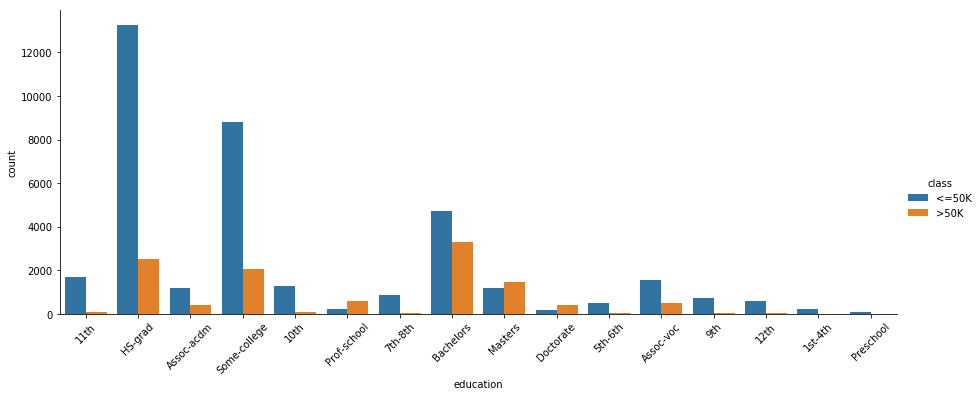 12000
10000
8000
6000
4000
2000
0
count
11th
HS-grad
Assoc-acdm
Some-college
10th
Prof-school
7th-8th
Bachelors
Masters
Doctorate
5th-6th
Assoc-voc
9th
12th
1st-4th
Preschool
education
class
<=50K
>50K